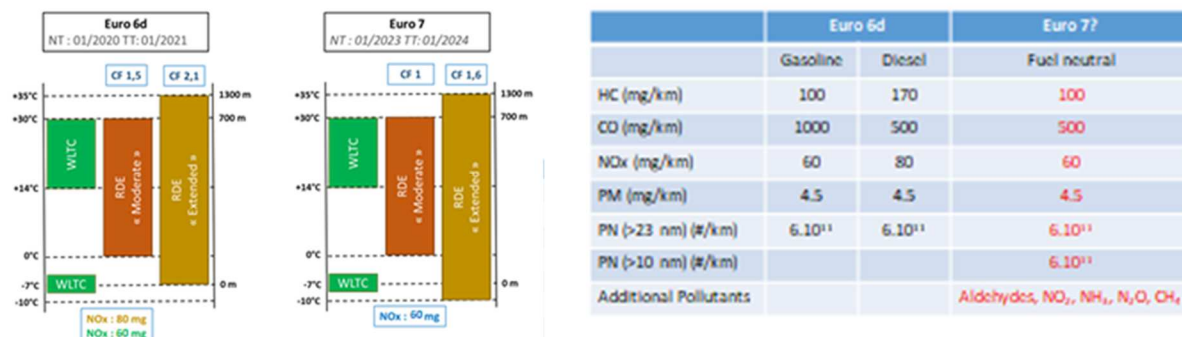 Euro 6d
NT : 01/2020 TT: 01/2021
CF 1,5
CF 2,1
+35°C
1300 m
+30°C
700 m
WLTC
+14°C
RDE
« Moderate »
RDE
« Extended »
0°C
-7°C
WLTC
0 m
-10°C
NOx : 80 mg
NOx : 60 mg
Euro 7
NT : 01/2023 TT: 01/2024
CF 1
CF 1,6
+35°C
1300 m
+30°C
700 m
WLTC
+14°C
RDE
« Moderate »
RDE
« Extended »
0°C
-7°C
WLTC
0 m
-10°C
NOx : 60 mg
Euro 6d Euro 7?
Gasoline Diesel Fuel neutral
HC (mg/km) 100 170 100
CO (mg/km) 1000 500 500
NOx (mg/km) 60 80 60
PM (mg/km) 4.5 4.5 4.5
PN (>23 nm) (#/km) 6.10¹¹ 6.10¹¹ 6.10¹¹
PN (>10 nm) (#/km) 6.10¹¹
Additional Pollutants Aldehydes, NO₂, NH₃, N₂O, CH₄